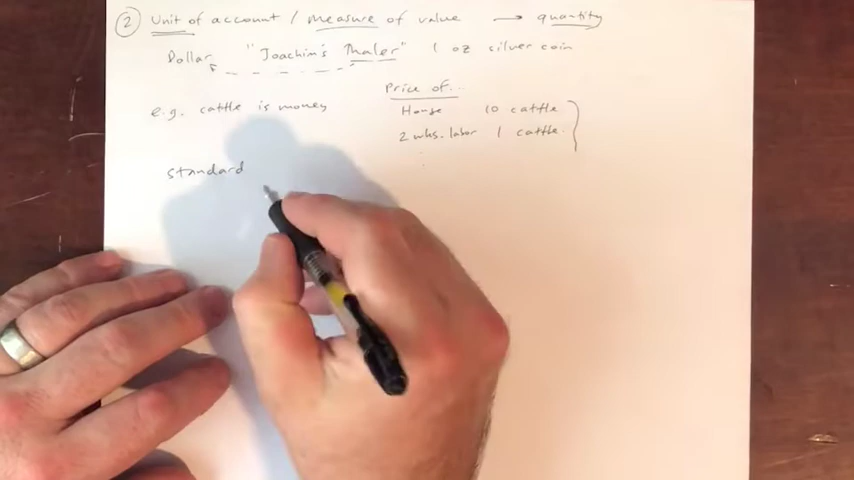 ② Unit of account / measure of value → quantity
Dollar "Joachim's Thaler" 1 oz silver coin
Price of...
e.g. cattle is money House 10 cattle
2 wks. labor 1 cattle.
standard